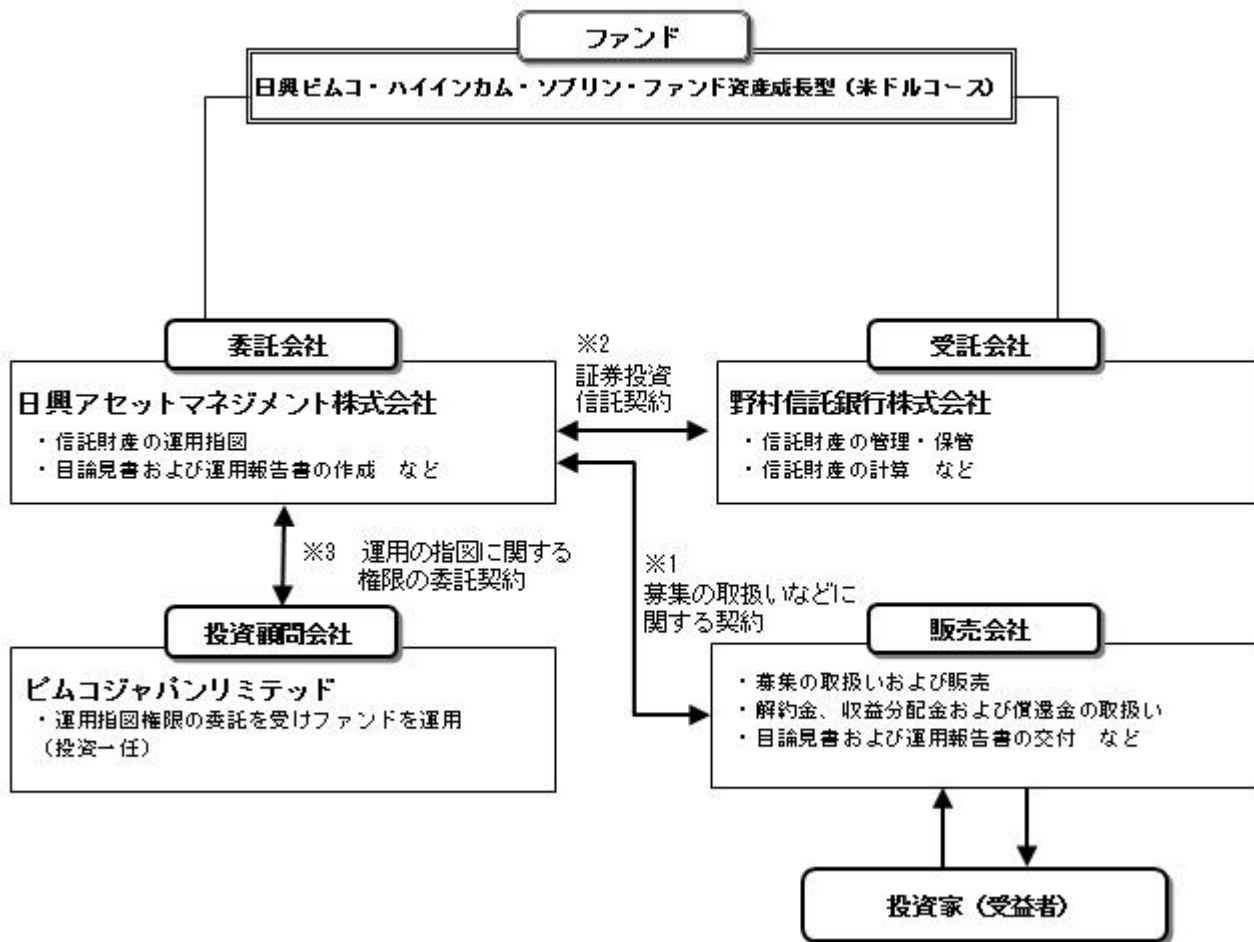 ファンド
日興ピムコ・ハイインカム・ソブリン・ファンド資産成長型（米ドルコース）
委託会社
日興アセットマネジメント株式会社
・信託財産の運用指図
・目論見書および運用報告書の作成　など
※2
証券投資
信託契約
受託会社
野村信託銀行株式会社
・信託財産の管理・保管
・信託財産の計算　など
※3　運用の指図に関する
権限の委託契約
※1
募集の取扱いなどに
関する契約
投資顧問会社
ピムコジャパンリミテッド
・運用指図権限の委託を受けファンドを運用
（投資一任）
販売会社
・募集の取扱いおよび販売
・解約金、収益分配金および償還金の取扱い
・目論見書および運用報告書の交付　など
投資家（受益者）